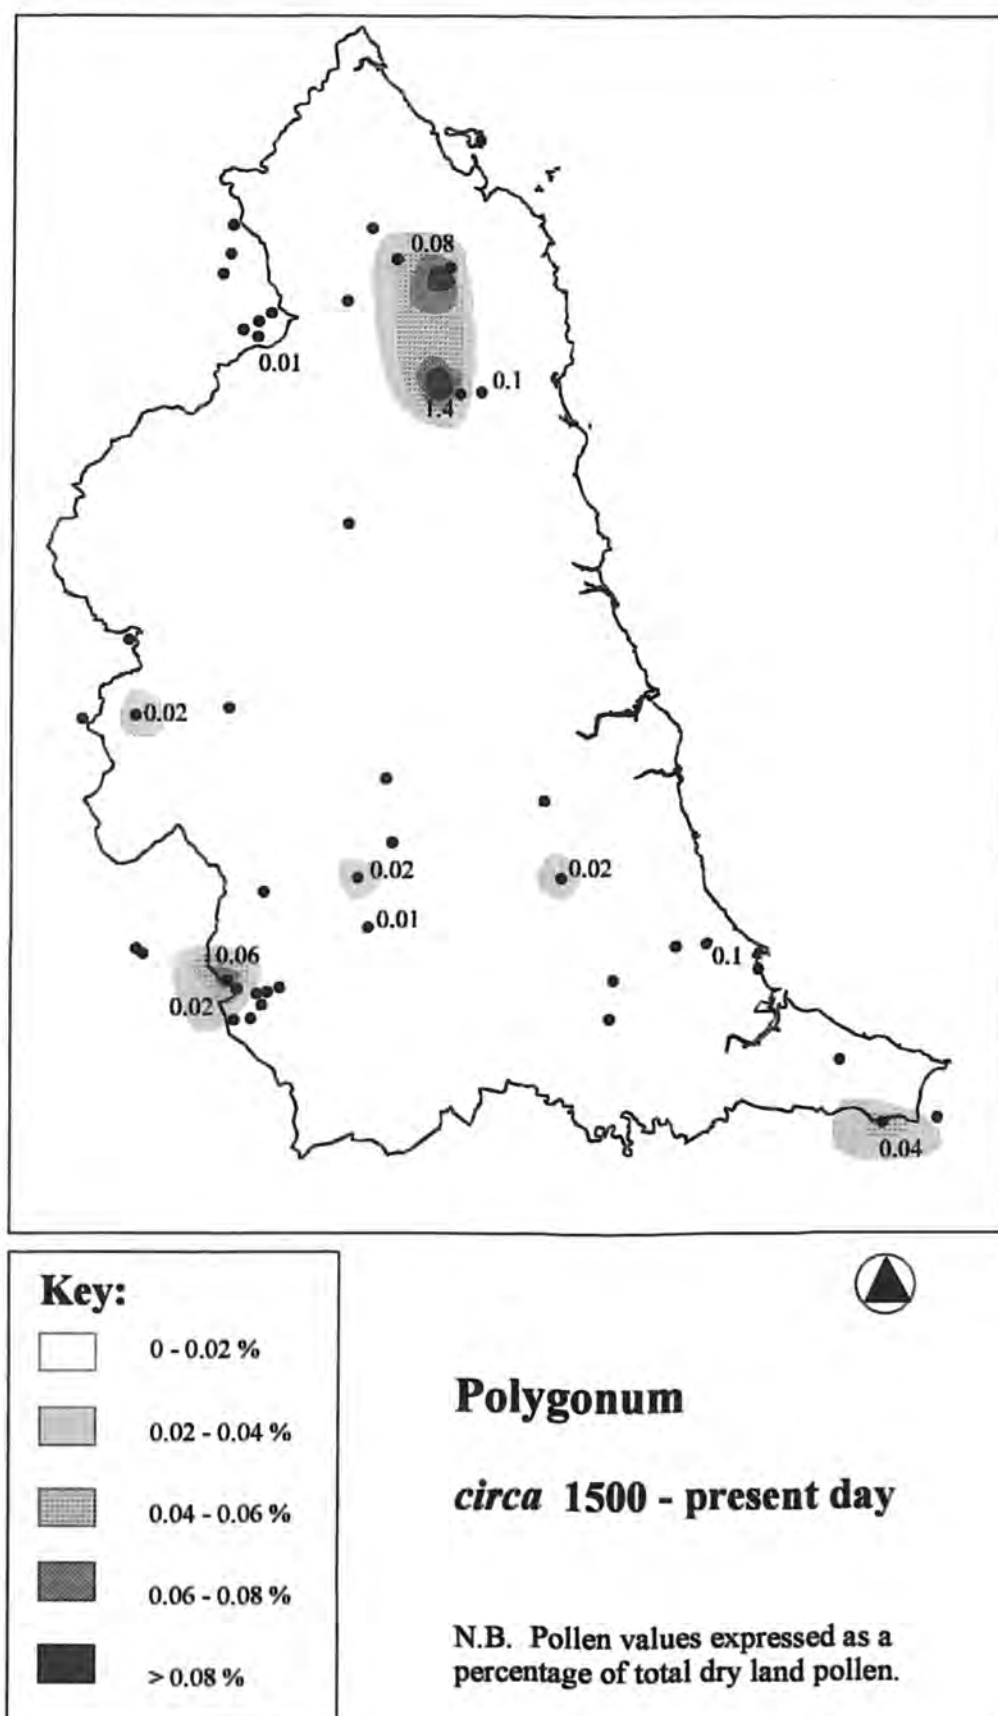 0.08
0.01
0.1
1.4
0.02
0.02
0.02
0.01
0.1
0.06
0.02
0.04
Key:
0 - 0.02 %
0.02 - 0.04 %
0.04 - 0.06 %
0.06 - 0.08 %
> 0.08 %
Polygonum
circa 1500 - present day
N.B. Pollen values expressed as a
percentage of total dry land pollen.